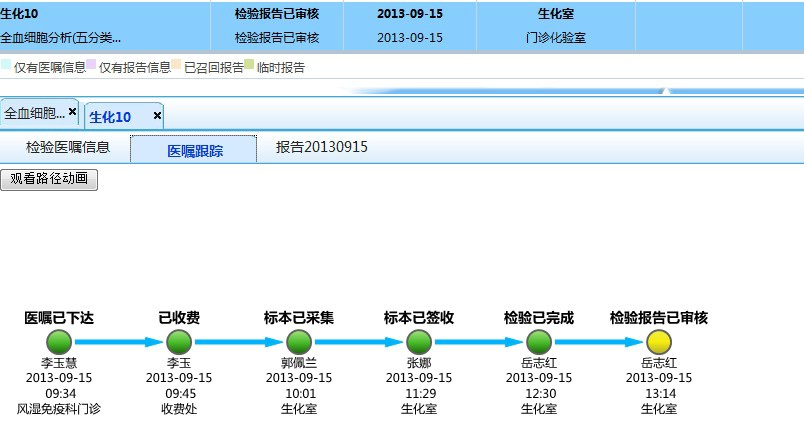 生化10 检验报告已审核 2013-09-15 生化室
全血细胞分析(五分类... 检验报告已审核 2013-09-15 门诊化验室
仅有医嘱信息 仅有报告信息 已召回报告 临时报告
全血细胞... × 生化10 ×
检验医嘱信息 医嘱跟踪 报告20130915
观看路径动画
医嘱已下达 已收费 标本已采集 标本已签收 检验已完成 检验报告已审核
李玉慧 李玉 郭佩兰 张娜 岳志红 岳志红
2013-09-15 2013-09-15 2013-09-15 2013-09-15 2013-09-15 2013-09-15
09:34 09:45 10:01 11:29 12:30 13:14
风湿免疫科门诊 收费处 生化室 生化室 生化室 生化室